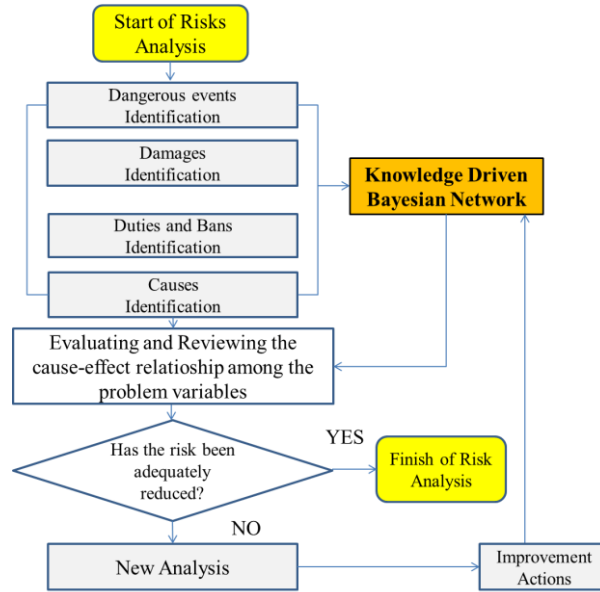 Start of Risks
Analysis
Dangerous events
Identification
Damages
Identification
Knowledge Driven
Bayesian Network
Duties and Bans
Identification
Causes
Identification
Evaluating and Reviewing the
cause-effect relatioship among the
problem variables
YES
Has the risk been
adequately
reduced?
Finish of Risk
Analysis
NO
New Analysis
Improvement
Actions